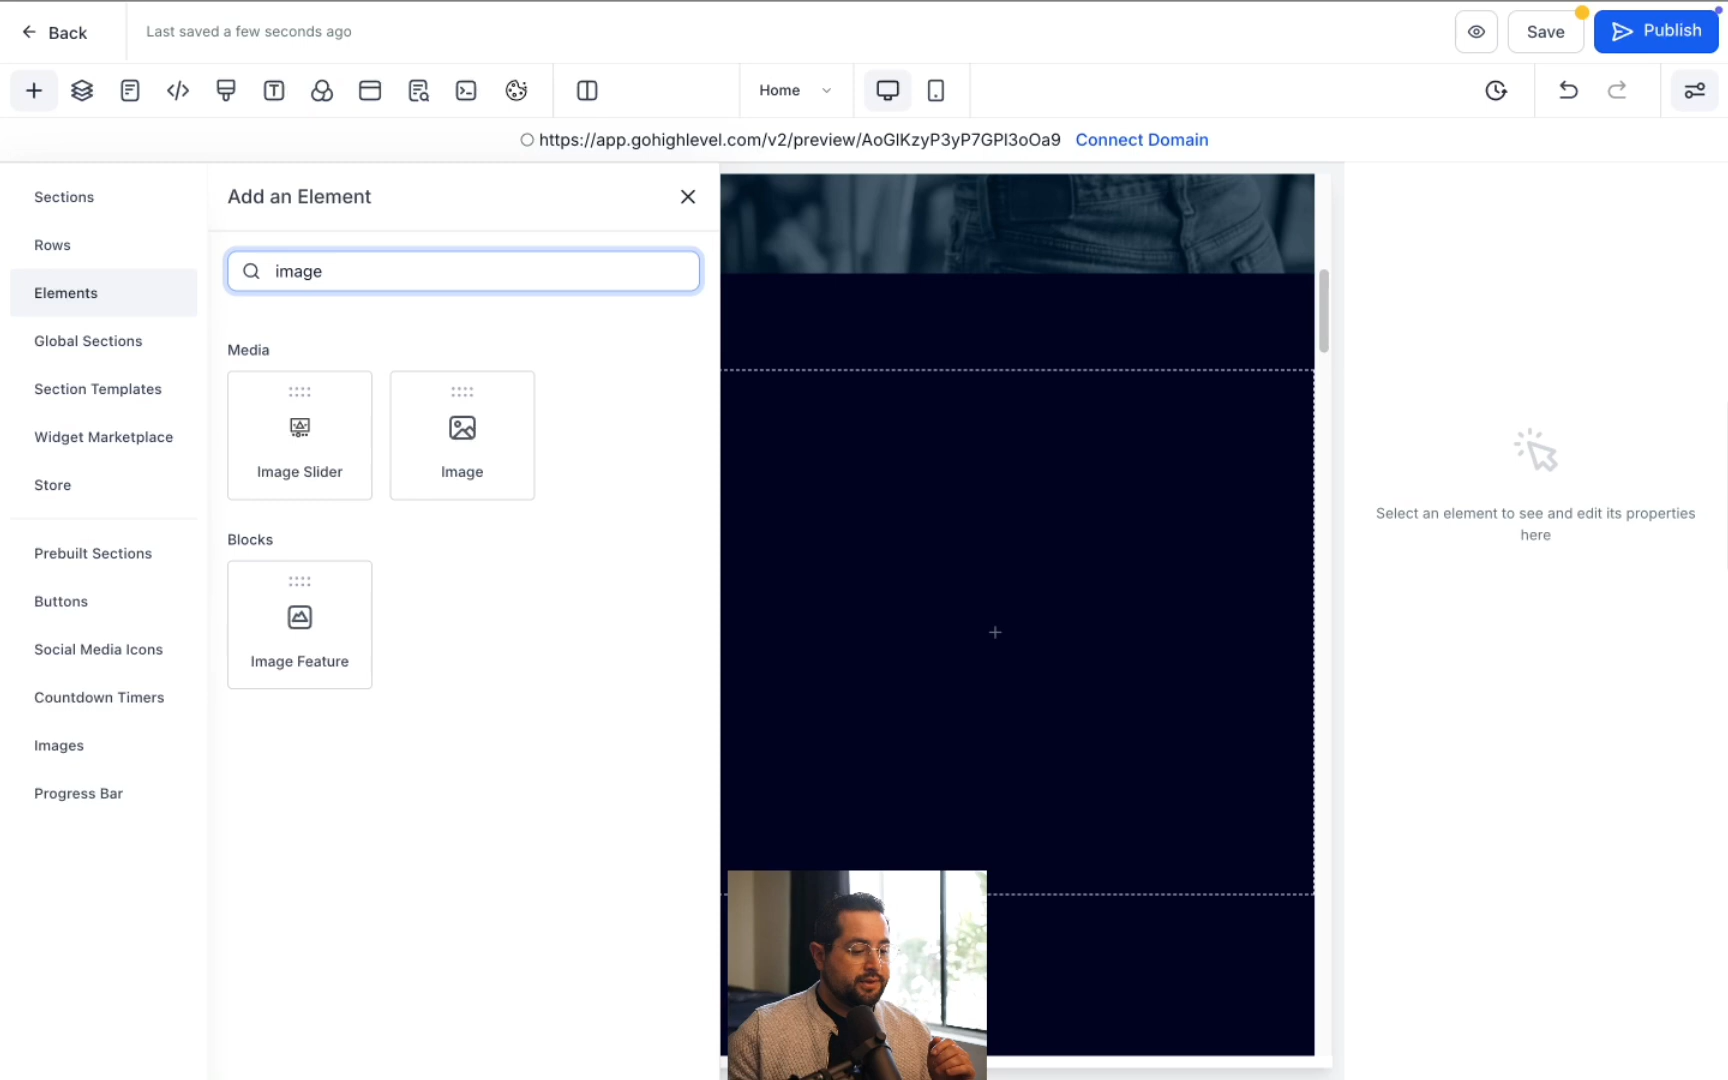 Back
Last saved a few seconds ago
Save
Publish
Home
https://app.gohighlevel.com/v2/preview/AoGlKzyP3yP7GPI3oOa9 Connect Domain
Sections
Rows
Elements
Global Sections
Section Templates
Widget Marketplace
Store
Prebuilt Sections
Buttons
Social Media Icons
Countdown Timers
Images
Progress Bar
Add an Element
image
Media
Image Slider
Image
Blocks
Image Feature
Select an element to see and edit its properties
here